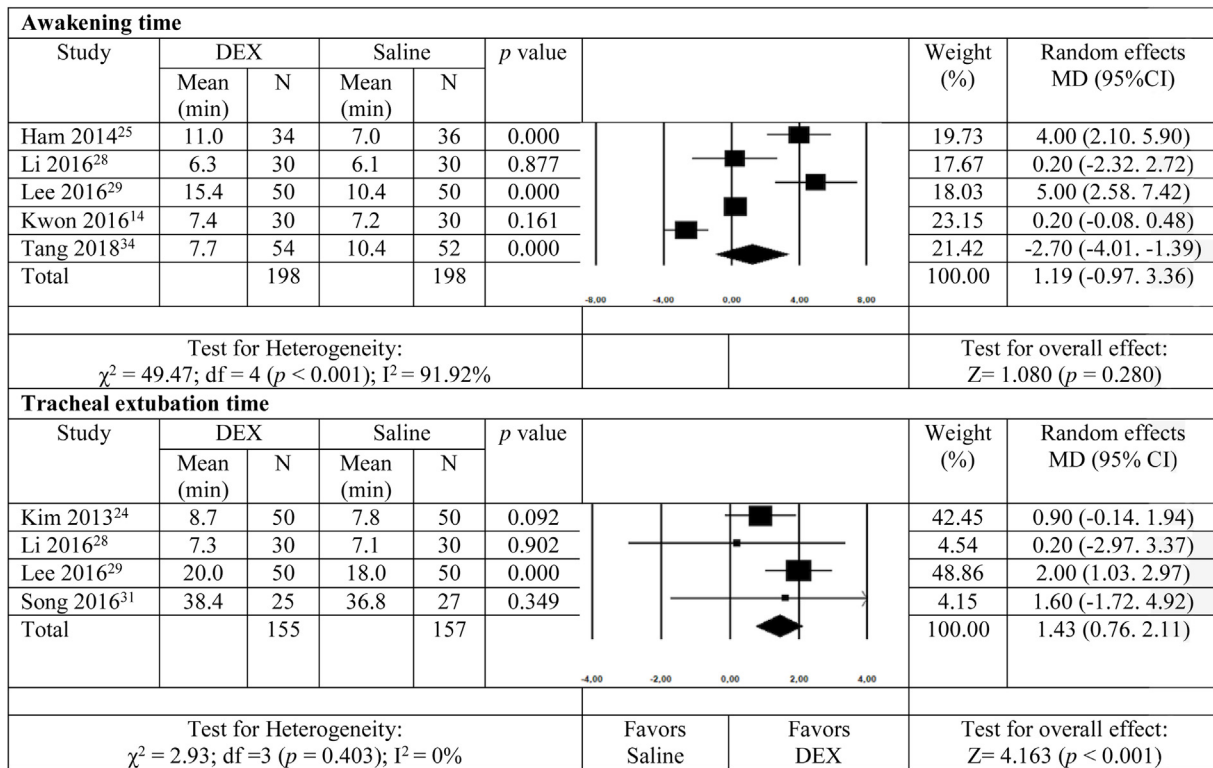 Awakening time
Study DEX Saline p value Weight (%) Random effects MD (95%CI)
Mean (min) N Mean (min) N
Ham 2014²⁵ 11.0 34 7.0 36 0.000 19.73 4.00 (2.10. 5.90)
Li 2016²⁸ 6.3 30 6.1 30 0.877 17.67 0.20 (-2.32. 2.72)
Lee 2016²⁹ 15.4 50 10.4 50 0.000 18.03 5.00 (2.58. 7.42)
Kwon 2016¹⁴ 7.4 30 7.2 30 0.161 23.15 0.20 (-0.08. 0.48)
Tang 2018³⁴ 7.7 54 10.4 52 0.000 21.42 -2.70 (-4.01. -1.39)
Total 198 198 100.00 1.19 (-0.97. 3.36)
-8,00 -4,00 0,00 4,00 8,00
Test for Heterogeneity: Test for overall effect:
χ² = 49.47; df = 4 (p < 0.001); I² = 91.92% Z= 1.080 (p = 0.280)
Tracheal extubation time
Study DEX Saline p value Weight (%) Random effects MD (95% CI)
Mean (min) N Mean (min) N
Kim 2013²⁴ 8.7 50 7.8 50 0.092 42.45 0.90 (-0.14. 1.94)
Li 2016²⁸ 7.3 30 7.1 30 0.902 4.54 0.20 (-2.97. 3.37)
Lee 2016²⁹ 20.0 50 18.0 50 0.000 48.86 2.00 (1.03. 2.97)
Song 2016³¹ 38.4 25 36.8 27 0.349 4.15 1.60 (-1.72. 4.92)
Total 155 157 100.00 1.43 (0.76. 2.11)
-4,00 -2,00 0,00 2,00 4,00
Test for Heterogeneity: Favors Favors Test for overall effect:
χ² = 2.93; df =3 (p = 0.403); I² = 0% Saline DEX Z= 4.163 (p < 0.001)